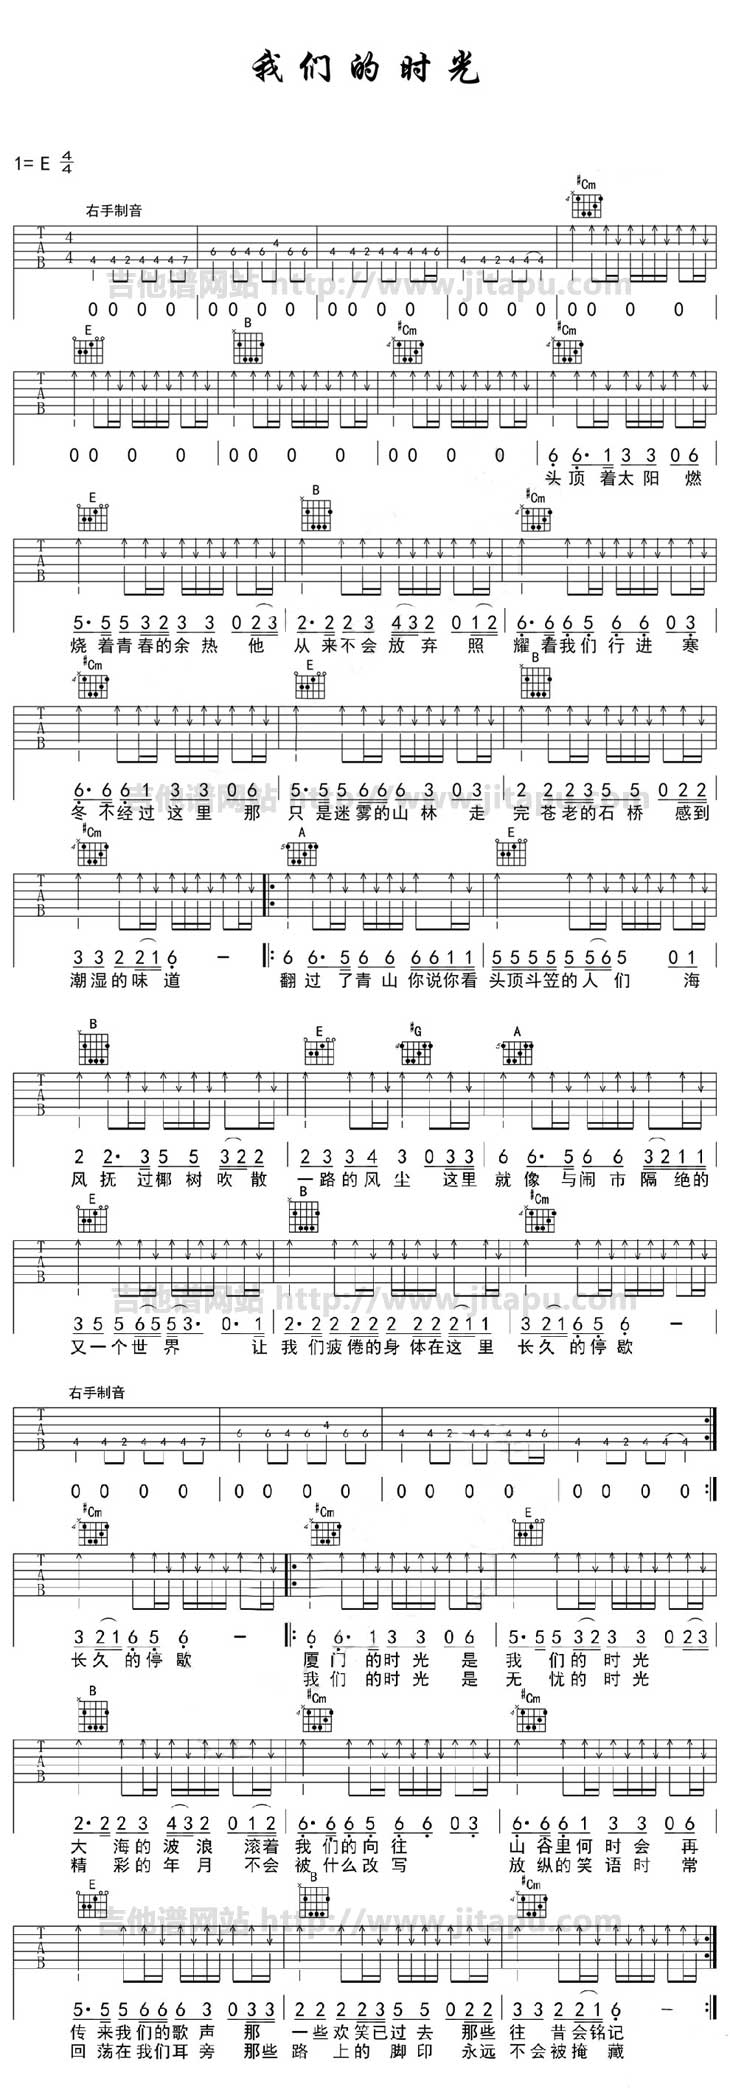 我们的时光
1= E 4/4
#Cm
右手制音
T A B 4 4 4 4 2 4 4 4 7 6 6 4 6 4 6 6 4 4 2 4 4 4 4 6 4 4 2 4 4 4
吉他谱网站 http://www.jitapu.com
0 0 0 0 0 0 0 0 0 0 0 0 0 0 0 0 0 0 0 0
E B #Cm #Cm
T A B
0 0 0 0 0 0 0 0 0 0 0 0 6 6· 1 3 3 0 6
头顶着太阳 燃
E B #Cm
T A B
5· 5 5 3 2 3 0 2 3 2· 2 2 3 4 3 2 0 1 2 6· 6 6 5 6 6 0 3
烧着青春的余热 他 从来不会放弃 照 耀着我们行进 寒
#Cm E B
T A B
6· 6 6 1 3 3 0 6 5· 5 5 6 6 6 3 0 3 2 2 2 2 3 5 0 2 2
吉他谱网站 http://www.jitapu.com
冬不经过这里 那 只是迷雾的山林 走 完苍老的石桥 感到
#Cm A E
T A B
3 3 2 2 1 6 - 6 6· 5 6 6 6 1 1 5 5 5 5 5 5 6 5 0 1
潮湿的味道 翻过了青山你说你看 头顶斗笠的人们 海
B E #G A
T A B
2 2· 3 5 5 3 2 2 2 3 3 4 3 0 3 3 6 6· 5 6 6 3 2 1 1
风抚过椰树吹散 一路的风尘 这里 就像与闹市隔绝的
E B #Cm
T A B
吉他谱网站 http://www.jitapu.com
3 5 5 6 5 5 3· 0· 1 2· 2 2 2 2 2 2 2 2 1 1 3 2 1 6 5 6 -
又一个世界 让 我们疲倦的身体在这里 长久的停歇
右手制音
T A B 4 4 2 4 4 4 7 6 6 4 6 4 6 6 4 4 2 4 4 4 4 6 4 4 2 4 4 4
0 0 0 0 0 0 0 0 0 0 0 0 0 0 0 0
#Cm #Cm E
T A B
3 2 1 6 5 6 - 6 6· 1 3 3 0 6 5· 5 5 3 2 3 3 0 2 3
长久的停歇 厦门的时光 是 我们的时光
我们的时光 是 无忧的时光
B #Cm #Cm
T A B
2· 2 2 3 4 3 2 0 1 2 6· 6 6 5 6 6 0 3 6· 6 6 1 3 3 0 6
大海的波浪 滚着 我们的向往 山谷里何时会 再
精彩的年月 不会 被什么改写 放纵的笑语时 常
E B #Cm
吉他谱网站 http://www.jitapu.com
T A B
5· 5 5 6 6 3 0 3 3 2· 2 2 2 3 5 0 2 2 3 3 2 2 1 6 -
传来我们的歌声 那 一些欢笑已过去 那些往昔会铭记
回荡在我们耳旁 那些 路上的脚印 永远不会被掩藏